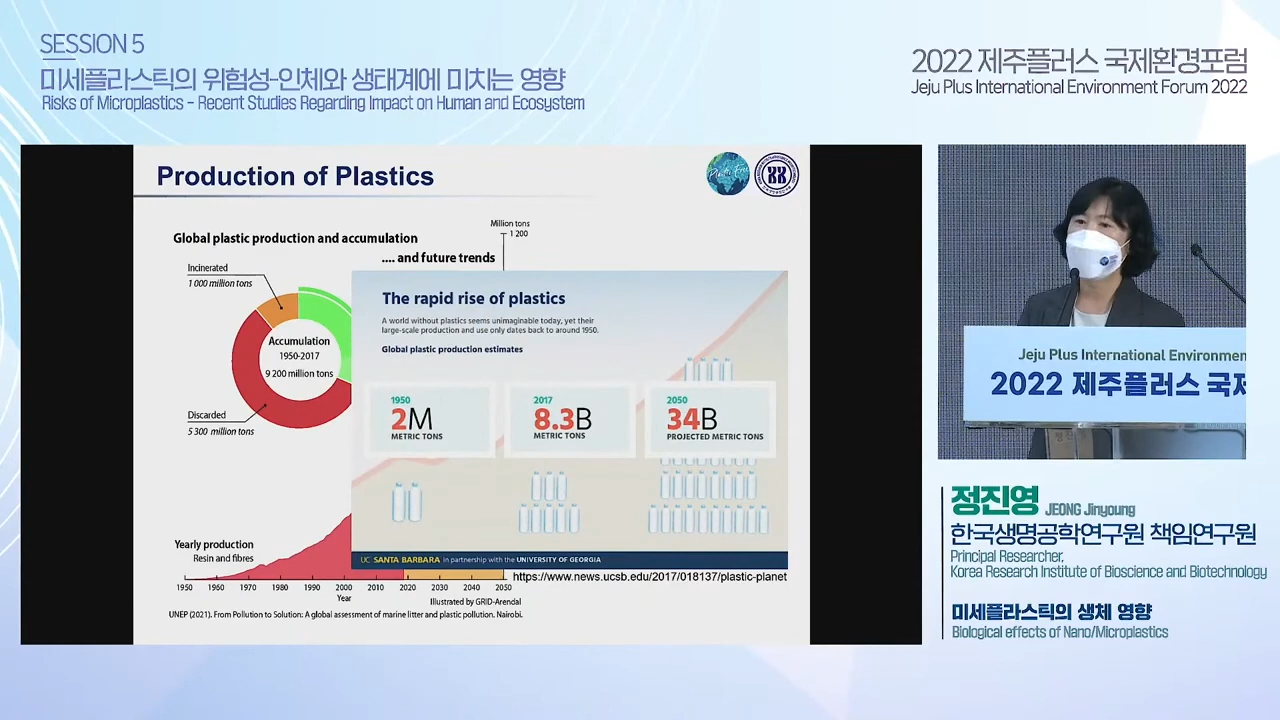 SESSION 5
미세플라스틱의 위험성-인체와 생태계에 미치는 영향
Risks of Microplastics - Recent Studies Regarding Impact on Human and Ecosystem
2022 제주플러스 국제환경포럼
Jeju Plus International Environment Forum 2022
Production of Plastics
Global plastic production and accumulation
Million tons
1 200
.... and future trends
Incinerated
1 000 million tons
Accumulation
1950-2017
9 200 million tons
Discarded
5 300 million tons
The rapid rise of plastics
A world without plastics seems unimaginable today, yet their
large-scale production and use only dates back to around 1950.
Global plastic production estimates
1950
2M
METRIC TONS
2017
8.3B
METRIC TONS
2050
34B
PROJECTED METRIC TONS
UC SANTA BARBARA in partnership with the UNIVERSITY OF GEORGIA
Yearly production
Resin and fibres
1950 1960 1970 1980 1990 2000 2010 2020 2030 2040 2050
Year
https://www.news.ucsb.edu/2017/018137/plastic-planet
Illustrated by GRID-Arendal
UNEP (2021). From Pollution to Solution: A global assessment of marine litter and plastic pollution. Nairobi.
Jeju Plus International Environmen
2022 제주플러스 국제
정진영 JEONG Jinyoung
한국생명공학연구원 책임연구원
Principal Researcher,
Korea Research Institute of Bioscience and Biotechnology
미세플라스틱의 생체 영향
Biological effects of Nano/Microplastics